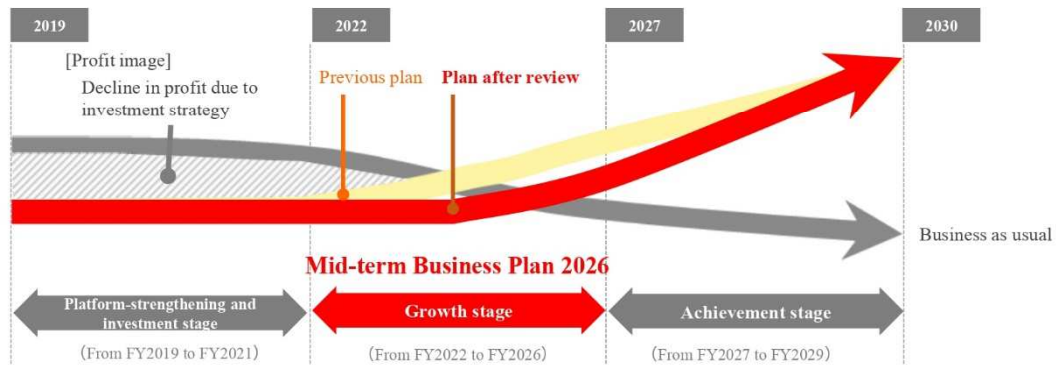 2019
2022
2027
2030
[Profit image]
Decline in profit due to
investment strategy
Previous plan
Plan after review
Business as usual
Mid-term Business Plan 2026
Platform-strengthening and
investment stage
Growth stage
Achievement stage
(From FY2019 to FY2021)
(From FY2022 to FY2026)
(From FY2027 to FY2029)